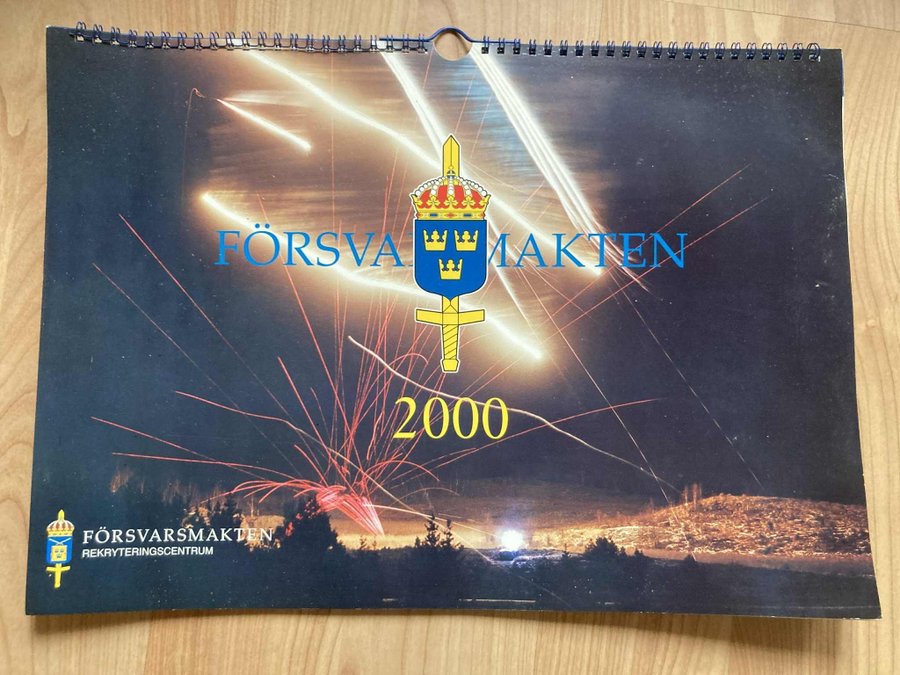 FÖRSVA MAKTEN
2000
FÖRSVARSMAKTEN
REKRYTERINGSCENTRUM